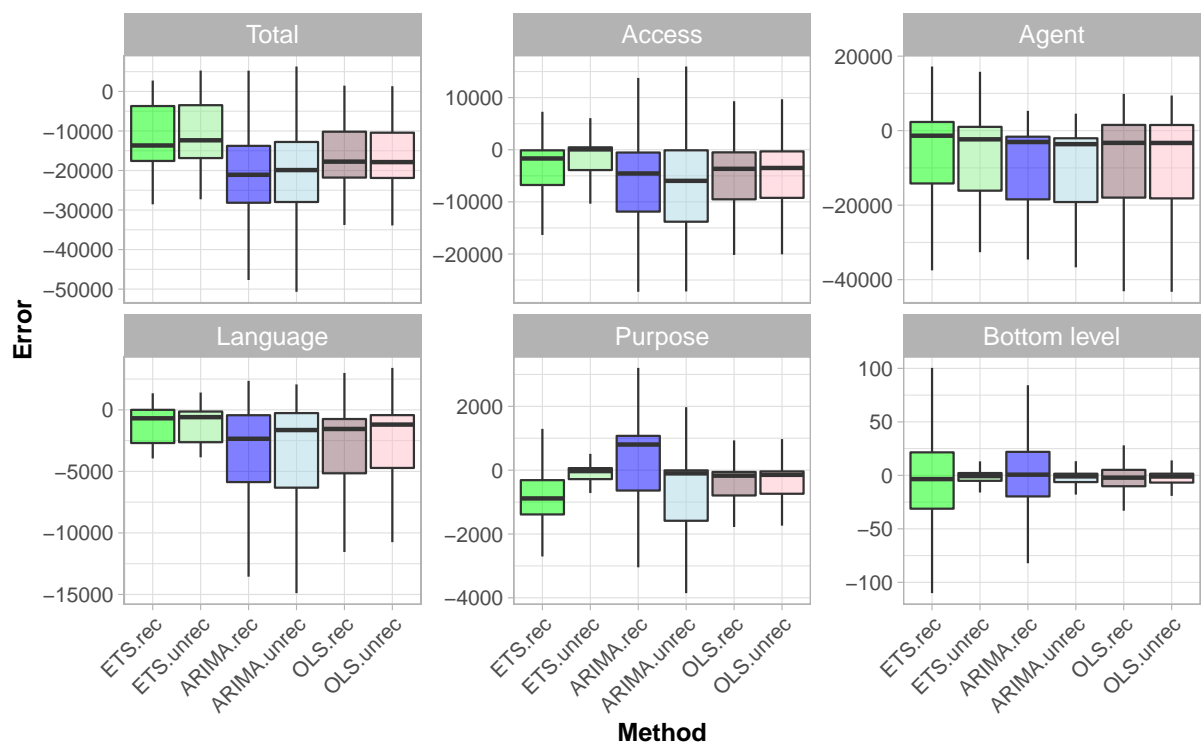 Total
Access
Agent
0
−10000
−20000
−30000
−40000
−50000
10000
0
−10000
−20000
20000
0
−20000
−40000
Language
Purpose
Bottom level
0
−5000
−10000
−15000
2000
0
−2000
−4000
100
50
0
−50
−100
Error
ETS.rec
ETS.unrec
ARIMA.rec
ARIMA.unrec
OLS.rec
OLS.unrec
ETS.rec
ETS.unrec
ARIMA.rec
ARIMA.unrec
OLS.rec
OLS.unrec
ETS.rec
ETS.unrec
ARIMA.rec
ARIMA.unrec
OLS.rec
OLS.unrec
Method